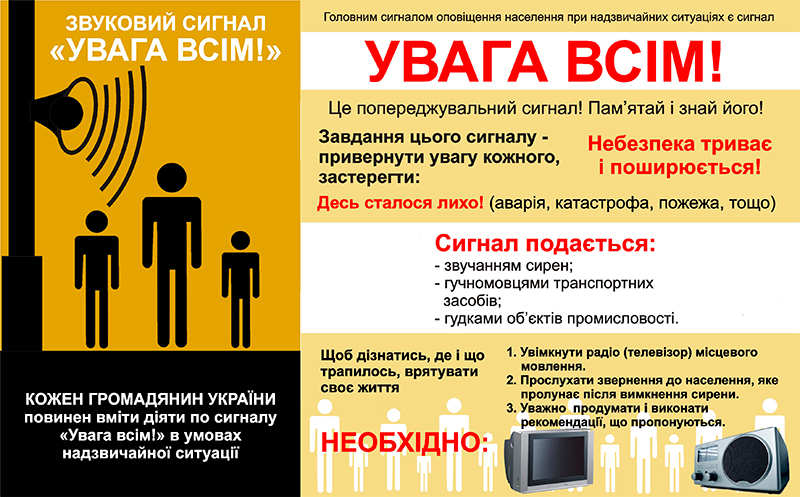 ЗВУКОВИЙ СИГНАЛ
«УВАГА ВСІМ!»
КОЖЕН ГРОМАДЯНИН УКРАЇНИ
повинен вміти діяти по сигналу
«Увага всім!» в умовах
надзвичайної ситуації
Головним сигналом оповіщення населення при надзвичайних ситуаціях є сигнал
УВАГА ВСІМ!
Це попереджувальний сигнал! Пам’ятай і знай його!
Завдання цього сигналу -
привернути увагу кожного,
застерегти:
Небезпека триває
і поширюється!
Десь сталося лихо! (аварія, катастрофа, пожежа, тощо)
Сигнал подається:
- звучанням сирен;
- гучномовцями транспортних
засобів;
- гудками об’єктів промисловості.
Щоб дізнатись, де і що
трапилось, врятувати
своє життя
НЕОБХІДНО:
1. Увімкнути радіо (телевізор) місцевого
мовлення.
2. Прослухати звернення до населення, яке
пролунає після вимкнення сирени.
3. Уважно продумати і виконати
рекомендації, що пропонуються.